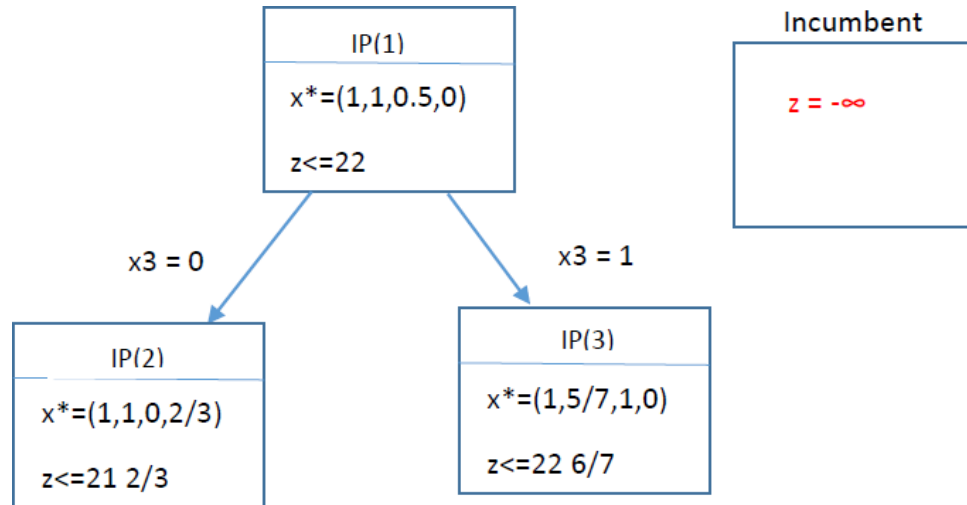 Incumbent
z = -∞
IP(1)
x*=(1,1,0.5,0)
z<=22
x3 = 0
x3 = 1
IP(2)
x*=(1,1,0,2/3)
z<=21 2/3
IP(3)
x*=(1,5/7,1,0)
z<=22 6/7